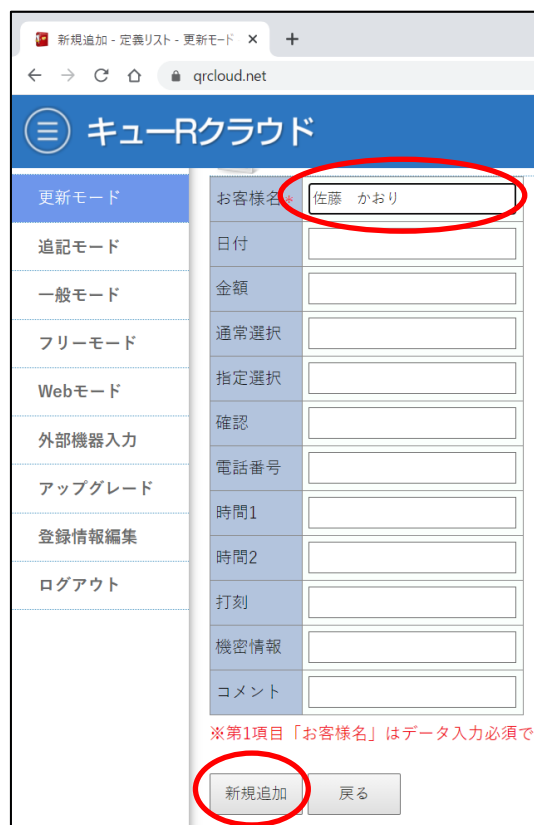 新規追加 - 定義リスト - 更新モード
qrcloud.net
キューRクラウド
更新モード
追記モード
一般モード
フリーモード
Webモード
外部機器入力
アップグレード
登録情報編集
ログアウト
お客様名* 佐藤　かおり
日付
金額
通常選択
指定選択
確認
電話番号
時間1
時間2
打刻
機密情報
コメント
※第1項目「お客様名」はデータ入力必須で
新規追加 戻る